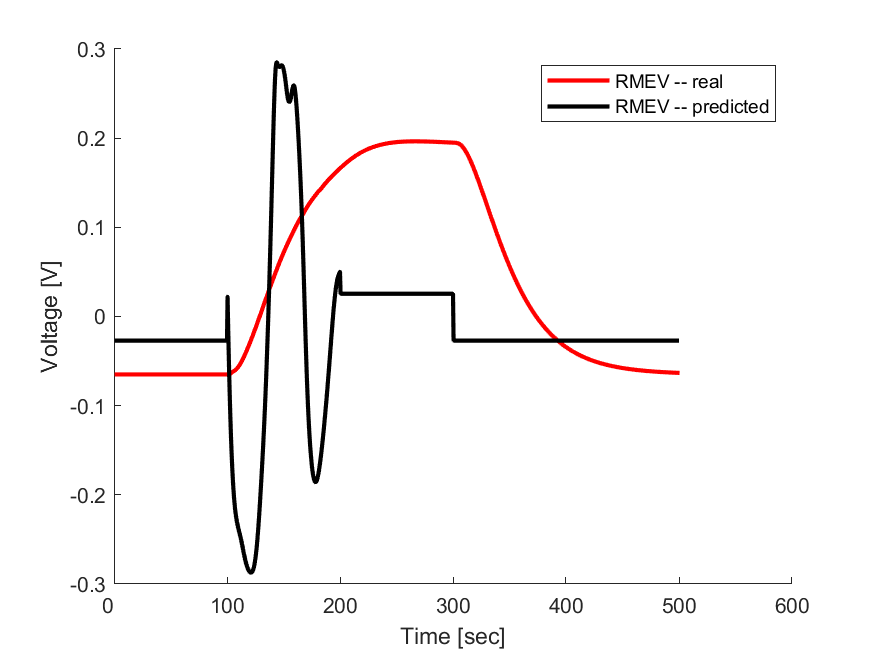 RMEV -- real
RMEV -- predicted
0.3
0.2
0.1
0
-0.1
-0.2
-0.3
Voltage [V]
0 100 200 300 400 500 600
Time [sec]